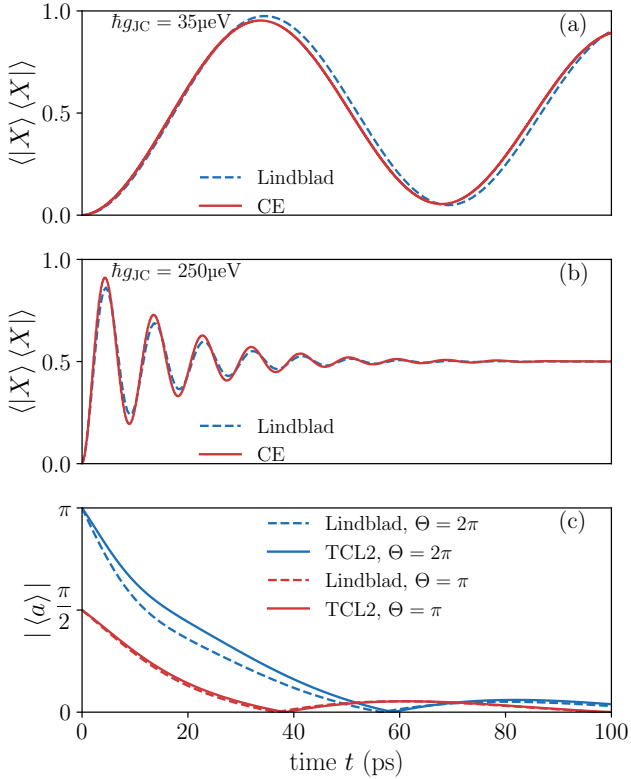 ħg_JC = 35µeV
(a)
1.0
0.5
0.0
⟨|X⟩ ⟨X|⟩
Lindblad
CE
ħg_JC = 250µeV
(b)
1.0
0.5
0.0
⟨|X⟩ ⟨X|⟩
Lindblad
CE
(c)
π
π/2
0
| ⟨a⟩ |
Lindblad, Θ = 2π
TCL2, Θ = 2π
Lindblad, Θ = π
TCL2, Θ = π
0 20 40 60 80 100
time t (ps)